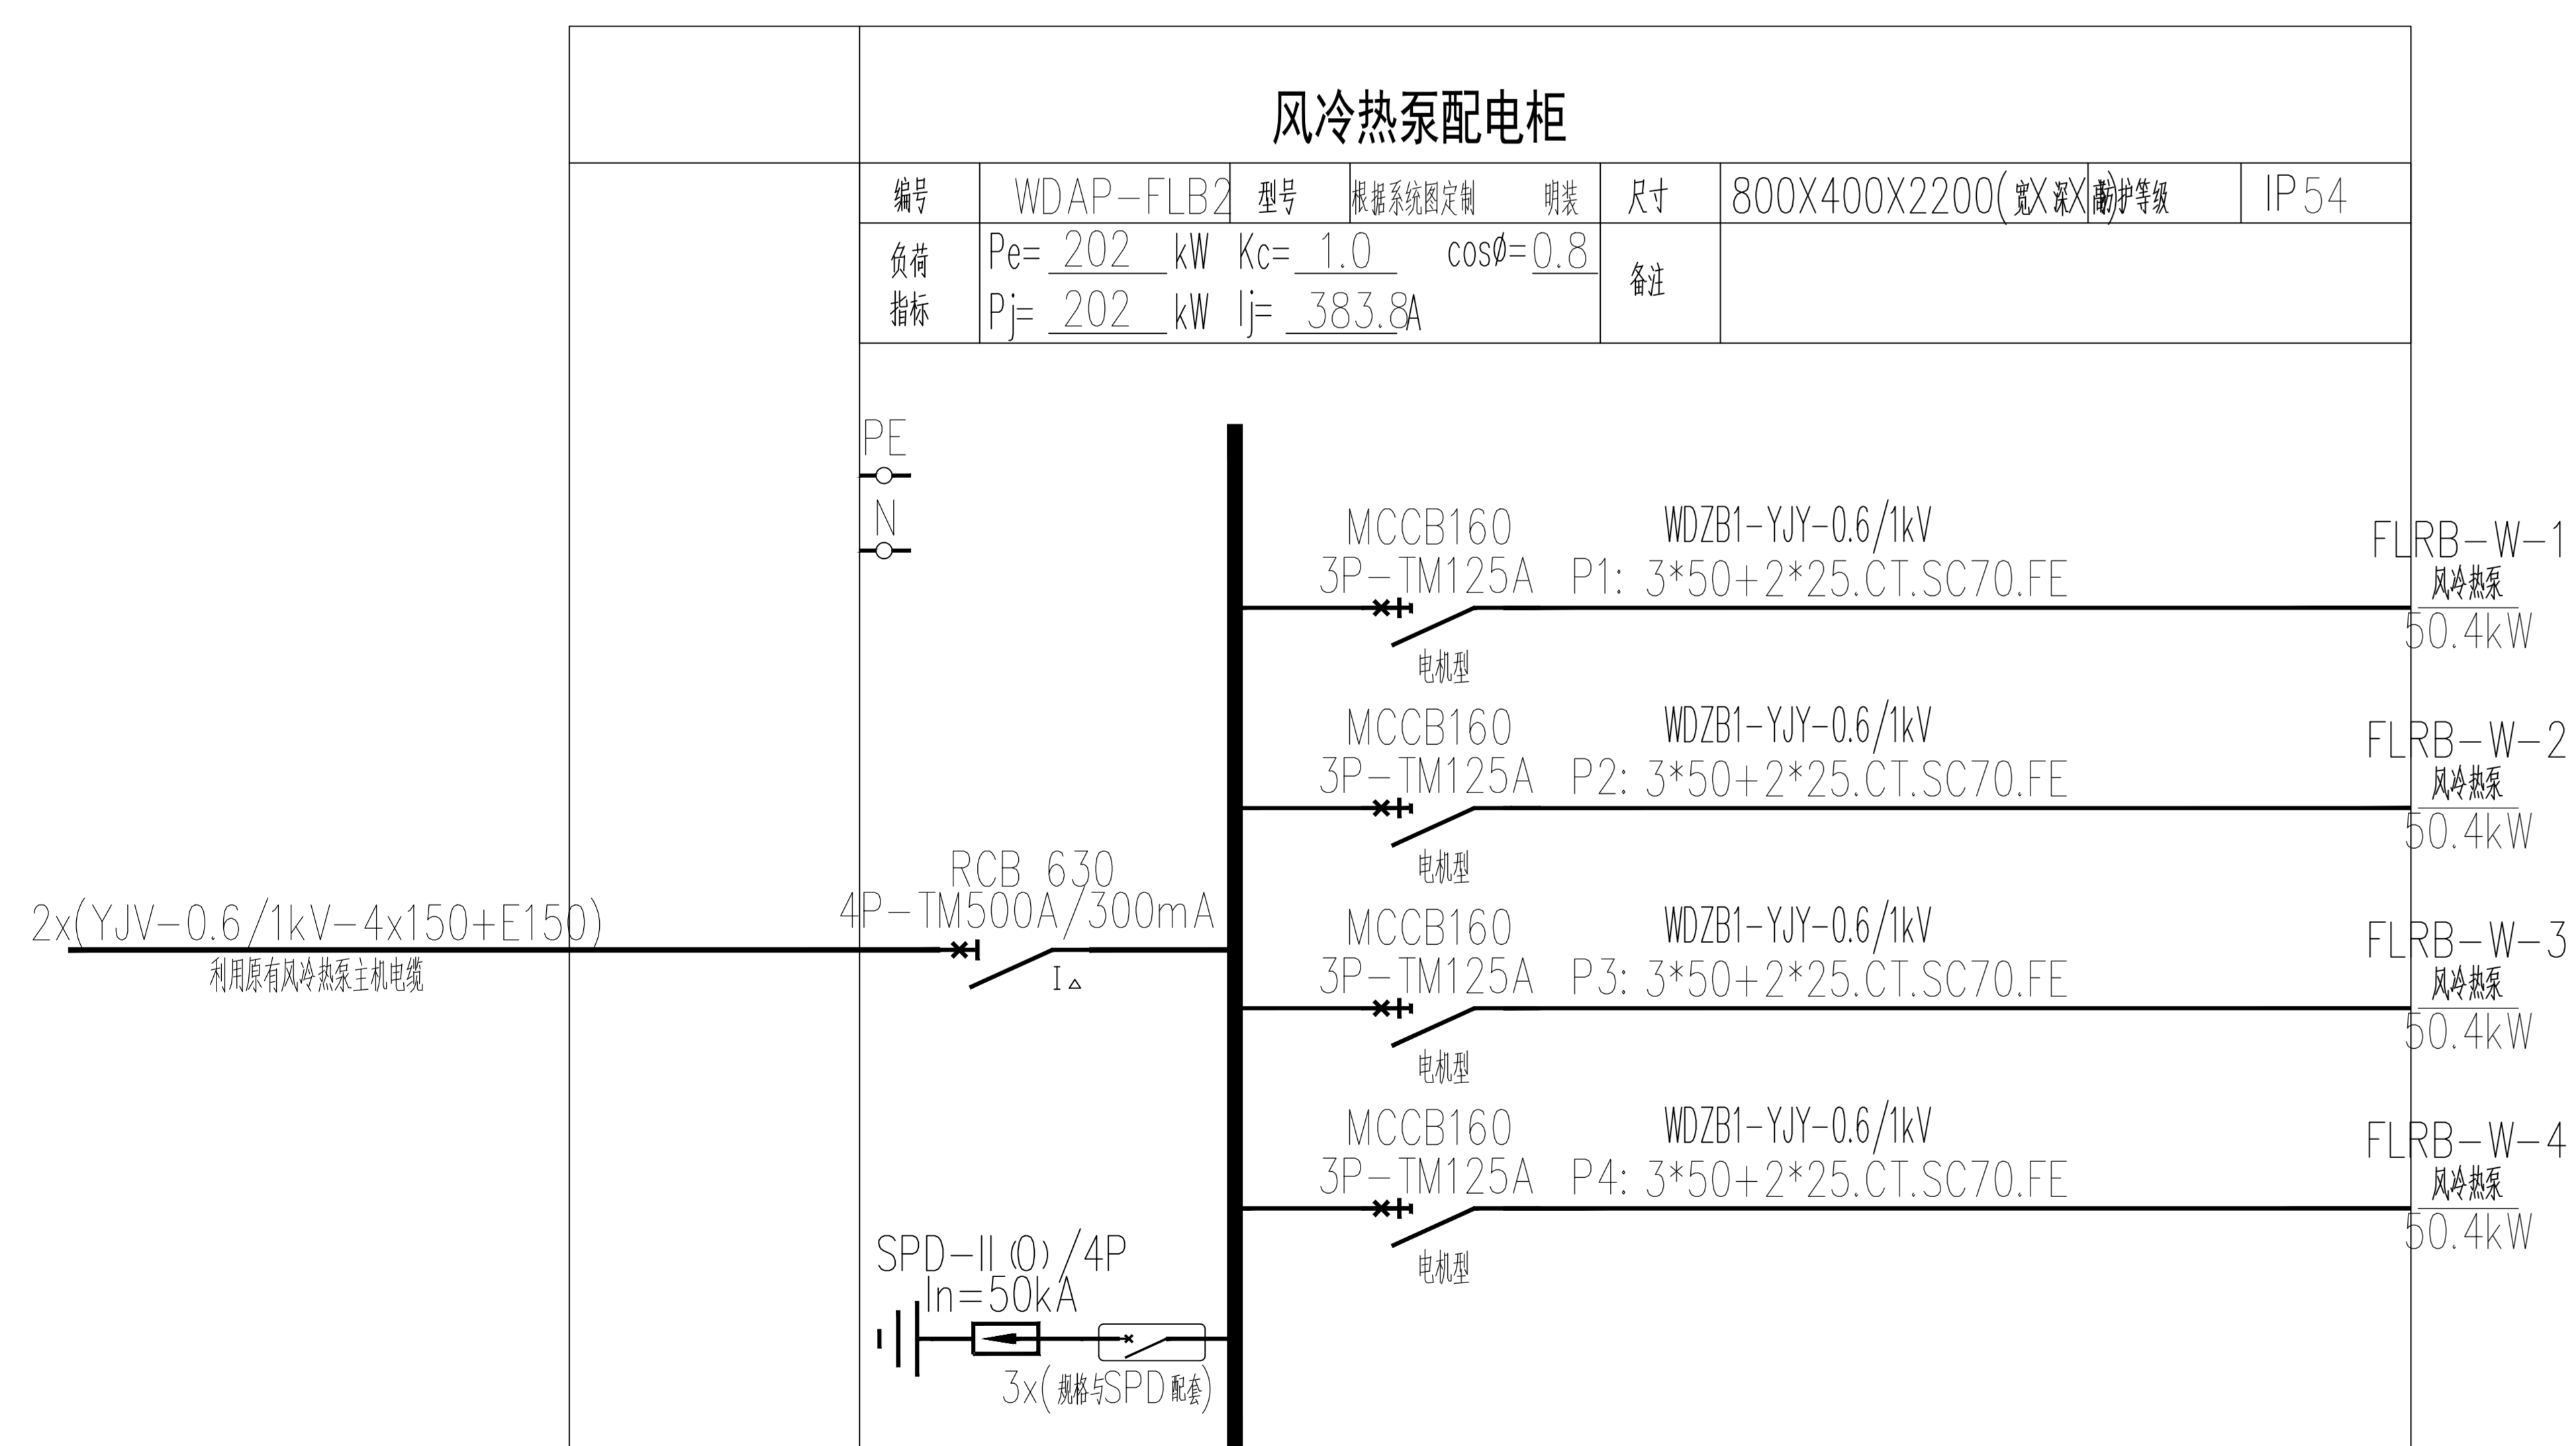 风冷热泵配电柜
编号 WDAP-FLB2 型号 根据系统图定制 明装 尺寸 800X400X2200(宽X深X高) 防护等级 IP54
负荷指标 Pe= 202 kW Kc= 1.0 cosø=0.8 备注
Pj= 202 kW Ij= 383.8A
PE
N
MCCB160 WDZB1-YJY-0.6/1kV FLRB-W-1
3P-TM125A P1: 3*50+2*25.CT.SC70.FE 风冷热泵
50.4kW
电机型
MCCB160 WDZB1-YJY-0.6/1kV FLRB-W-2
3P-TM125A P2: 3*50+2*25.CT.SC70.FE 风冷热泵
50.4kW
电机型
RCB 630
4P-TM500A/300mA
2x(YJV-0.6/1kV-4x150+E150)
利用原有风冷热泵主机电缆
I△
MCCB160 WDZB1-YJY-0.6/1kV FLRB-W-3
3P-TM125A P3: 3*50+2*25.CT.SC70.FE 风冷热泵
50.4kW
电机型
MCCB160 WDZB1-YJY-0.6/1kV FLRB-W-4
3P-TM125A P4: 3*50+2*25.CT.SC70.FE 风冷热泵
50.4kW
电机型
SPD-II(0)/4P
In=50kA
3x(规格与SPD配套)